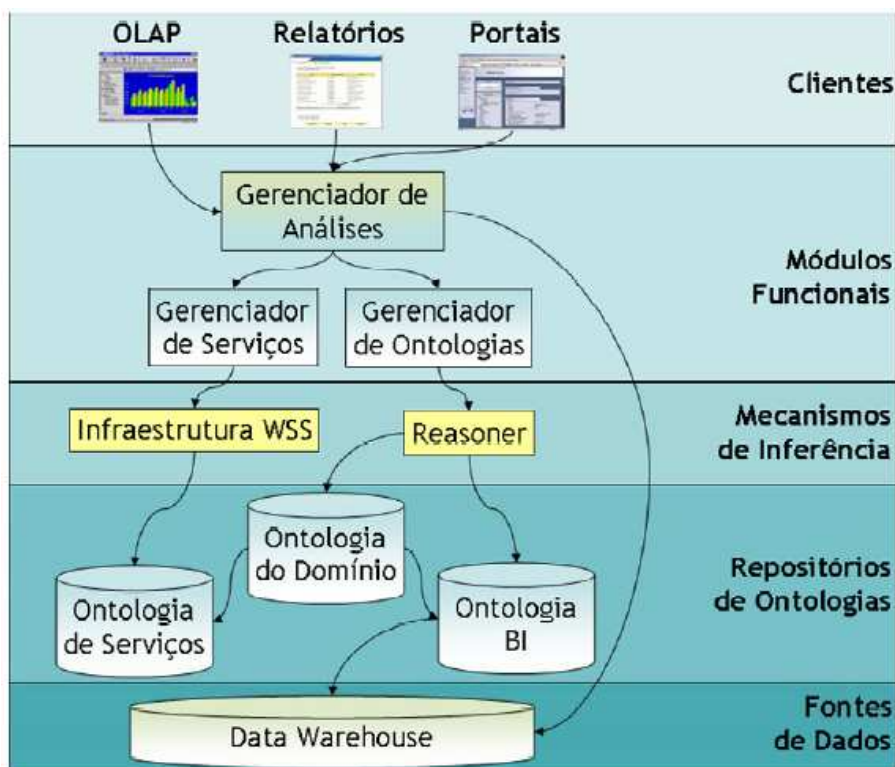 OLAP
Relatórios
Portais
Clientes
Gerenciador de
Análises
Módulos
Funcionais
Gerenciador
de Serviços
Gerenciador
de Ontologias
Infraestrutura WSS
Reasoner
Mecanismos
de Inferência
Ontologia
do Domínio
Ontologia
de Serviços
Ontologia
BI
Repositórios
de Ontologias
Data Warehouse
Fontes
de Dados